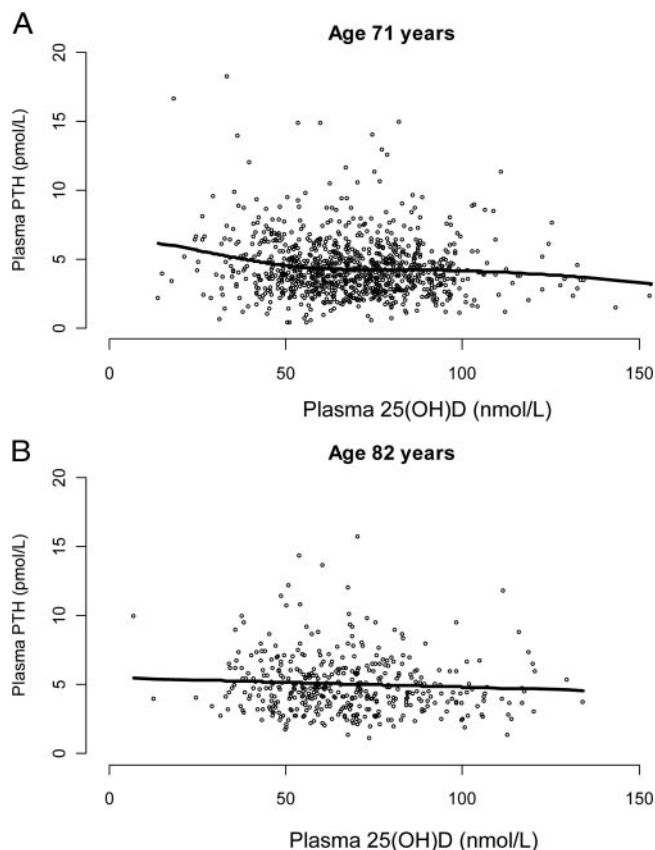 A
Age 71 years
20
15
10
5
0
Plasma PTH (pmol/L)
0 50 100 150
Plasma 25(OH)D (nmol/L)
B
Age 82 years
20
15
10
5
0
Plasma PTH (pmol/L)
0 50 100 150
Plasma 25(OH)D (nmol/L)